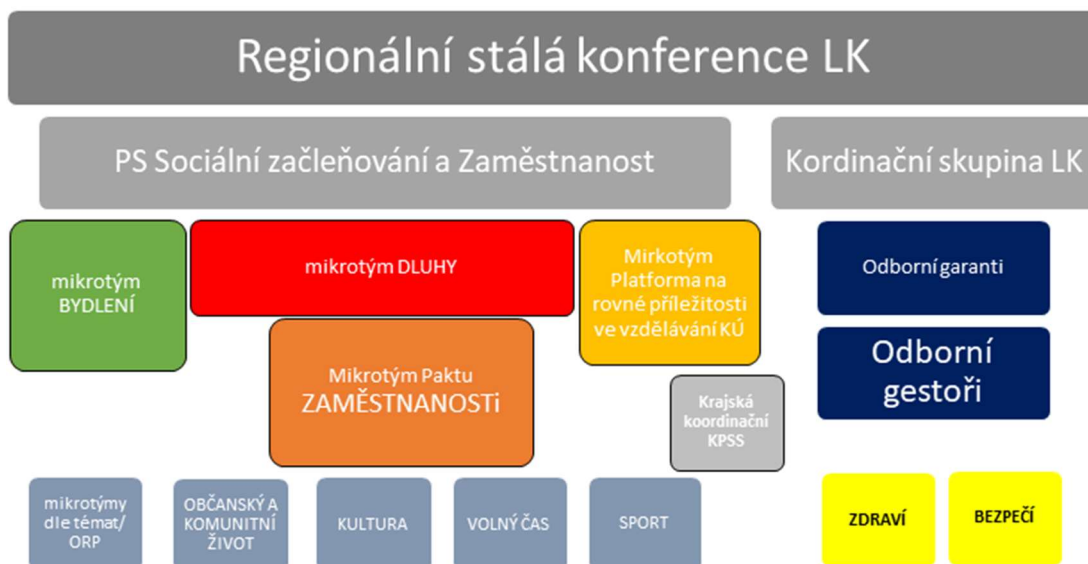 Regionální stálá konference LK
PS Sociální začleňování a Zaměstnanost
Kordinační skupina LK
mikrotým
BYDLENÍ
mikrotým DLUHY
Mirkotým
Platforma na
rovné příležitosti
ve vzdělávání KÚ
Odborní garanti
Mikrotým Paktu
ZAMĚSTNANOSTi
Odborní
gestoři
Krajská
koordinační
KPSS
mikrotýmy
dle témat/
ORP
OBČANSKÝ A
KOMUNITNÍ
ŽIVOT
KULTURA
VOLNÝ ČAS
SPORT
ZDRAVÍ
BEZPEČÍ